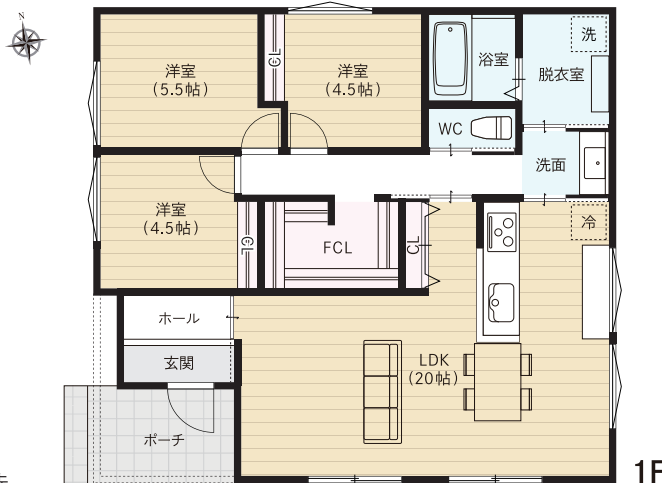 N
洋室
(5.5帖)
CL
洋室
(4.5帖)
浴室
洗
脱衣室
WC
洗面
洋室
(4.5帖)
CL
FCL
CL
冷
ホール
玄関
LDK
(20帖)
ポーチ
1F